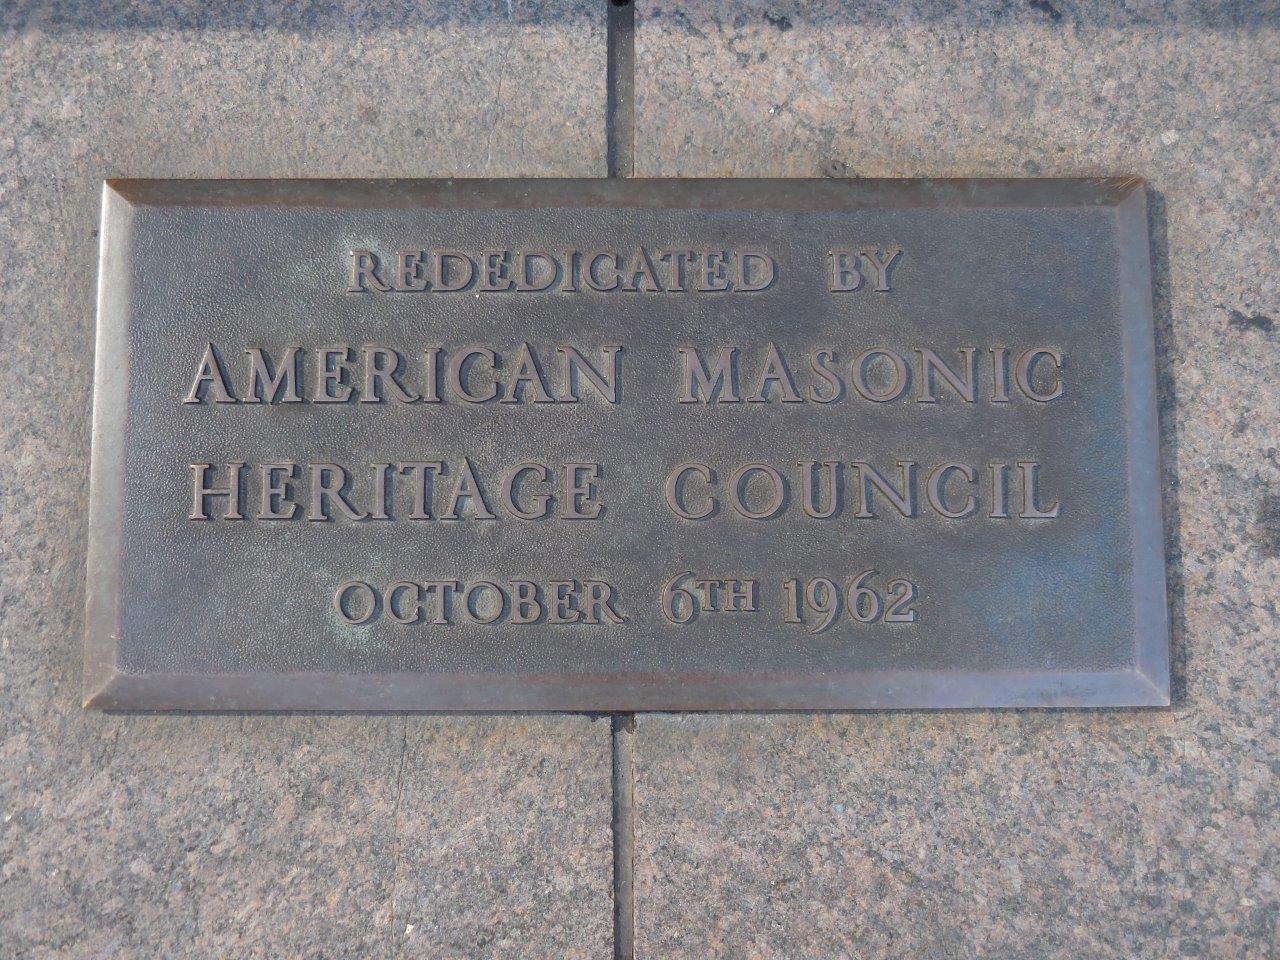 REDEDICATED BY
AMERICAN MASONIC
HERITAGE COUNCIL
OCTOBER 6TH 1962